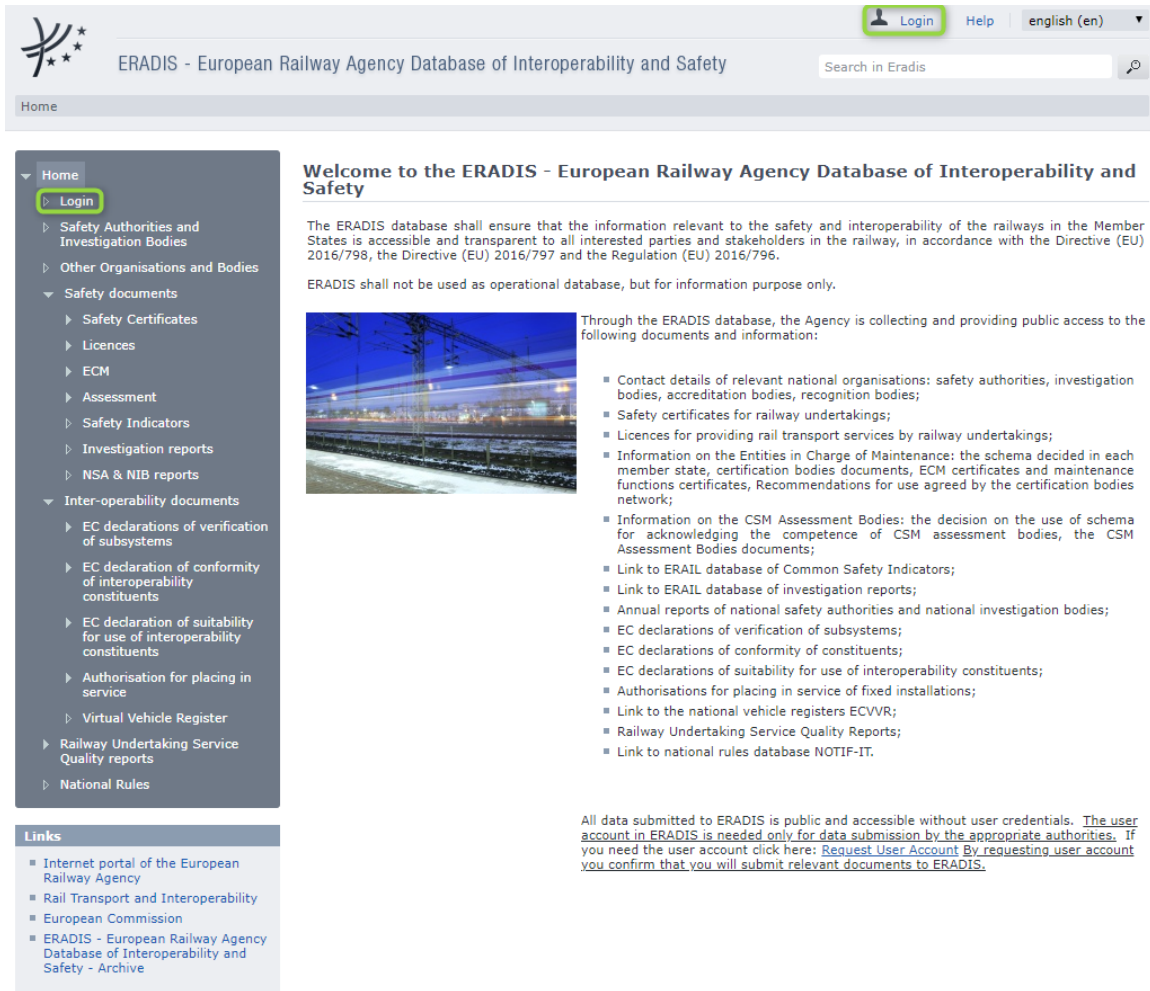 Login Help english (en)
ERADIS - European Railway Agency Database of Interoperability and Safety
Search in Eradis
Home
Home
Login
Safety Authorities and
Investigation Bodies
Other Organisations and Bodies
Safety documents
Safety Certificates
Licences
ECM
Assessment
Safety Indicators
Investigation reports
NSA & NIB reports
Inter-operability documents
EC declarations of verification
of subsystems
EC declaration of conformity
of interoperability
constituents
EC declaration of suitability
for use of interoperability
constituents
Authorisation for placing in
service
Virtual Vehicle Register
Railway Undertaking Service
Quality reports
National Rules
Links
Internet portal of the European
Railway Agency
Rail Transport and Interoperability
European Commission
ERADIS - European Railway Agency
Database of Interoperability and
Safety - Archive
Welcome to the ERADIS - European Railway Agency Database of Interoperability and
Safety
The ERADIS database shall ensure that the information relevant to the safety and interoperability of the railways in the Member
States is accessible and transparent to all interested parties and stakeholders in the railway, in accordance with the Directive (EU)
2016/798, the Directive (EU) 2016/797 and the Regulation (EU) 2016/796.
ERADIS shall not be used as operational database, but for information purpose only.
Through the ERADIS database, the Agency is collecting and providing public access to the
following documents and information:
Contact details of relevant national organisations: safety authorities, investigation
bodies, accreditation bodies, recognition bodies;
Safety certificates for railway undertakings;
Licences for providing rail transport services by railway undertakings;
Information on the Entities in Charge of Maintenance: the schema decided in each
member state, certification bodies documents, ECM certificates and maintenance
functions certificates, Recommendations for use agreed by the certification bodies
network;
Information on the CSM Assessment Bodies: the decision on the use of schema
for acknowledging the competence of CSM assessment bodies, the CSM
Assessment Bodies documents;
Link to ERAIL database of Common Safety Indicators;
Link to ERAIL database of investigation reports;
Annual reports of national safety authorities and national investigation bodies;
EC declarations of verification of subsystems;
EC declarations of conformity of constituents;
EC declarations of suitability for use of interoperability constituents;
Authorisations for placing in service of fixed installations;
Link to the national vehicle registers ECVVR;
Railway Undertaking Service Quality Reports;
Link to national rules database NOTIF-IT.
All data submitted to ERADIS is public and accessible without user credentials. The user
account in ERADIS is needed only for data submission by the appropriate authorities. If
you need the user account click here: Request User Account By requesting user account
you confirm that you will submit relevant documents to ERADIS.